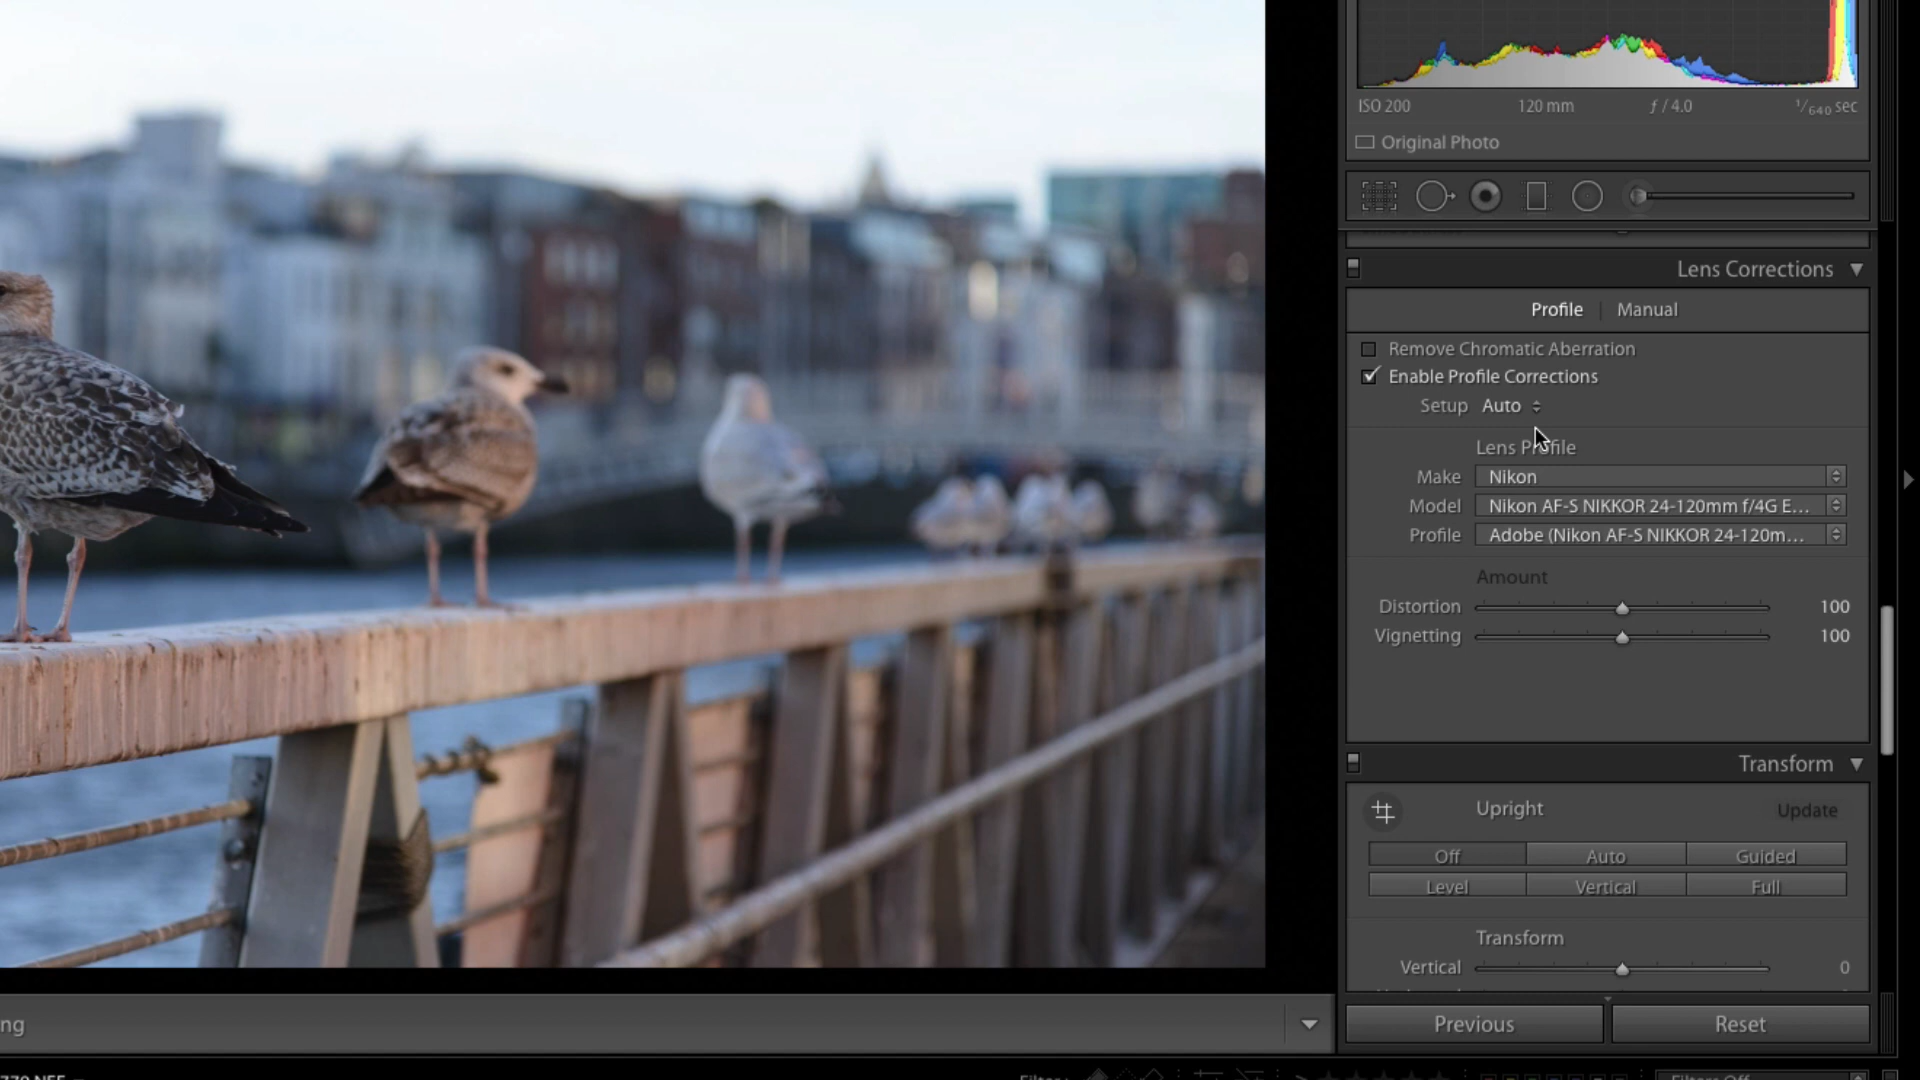 ISO 200 120 mm ƒ / 4.0 1/640 sec
Original Photo
Lens Corrections
Profile | Manual
Remove Chromatic Aberration
Enable Profile Corrections
Setup Auto
Lens Profile
Make Nikon
Model Nikon AF-S NIKKOR 24-120mm f/4G E...
Profile Adobe (Nikon AF-S NIKKOR 24-120m...
Amount
Distortion 100
Vignetting 100
Transform
Upright Update
Off Auto Guided
Level Vertical Full
Transform
Vertical 0
ng
Previous Reset